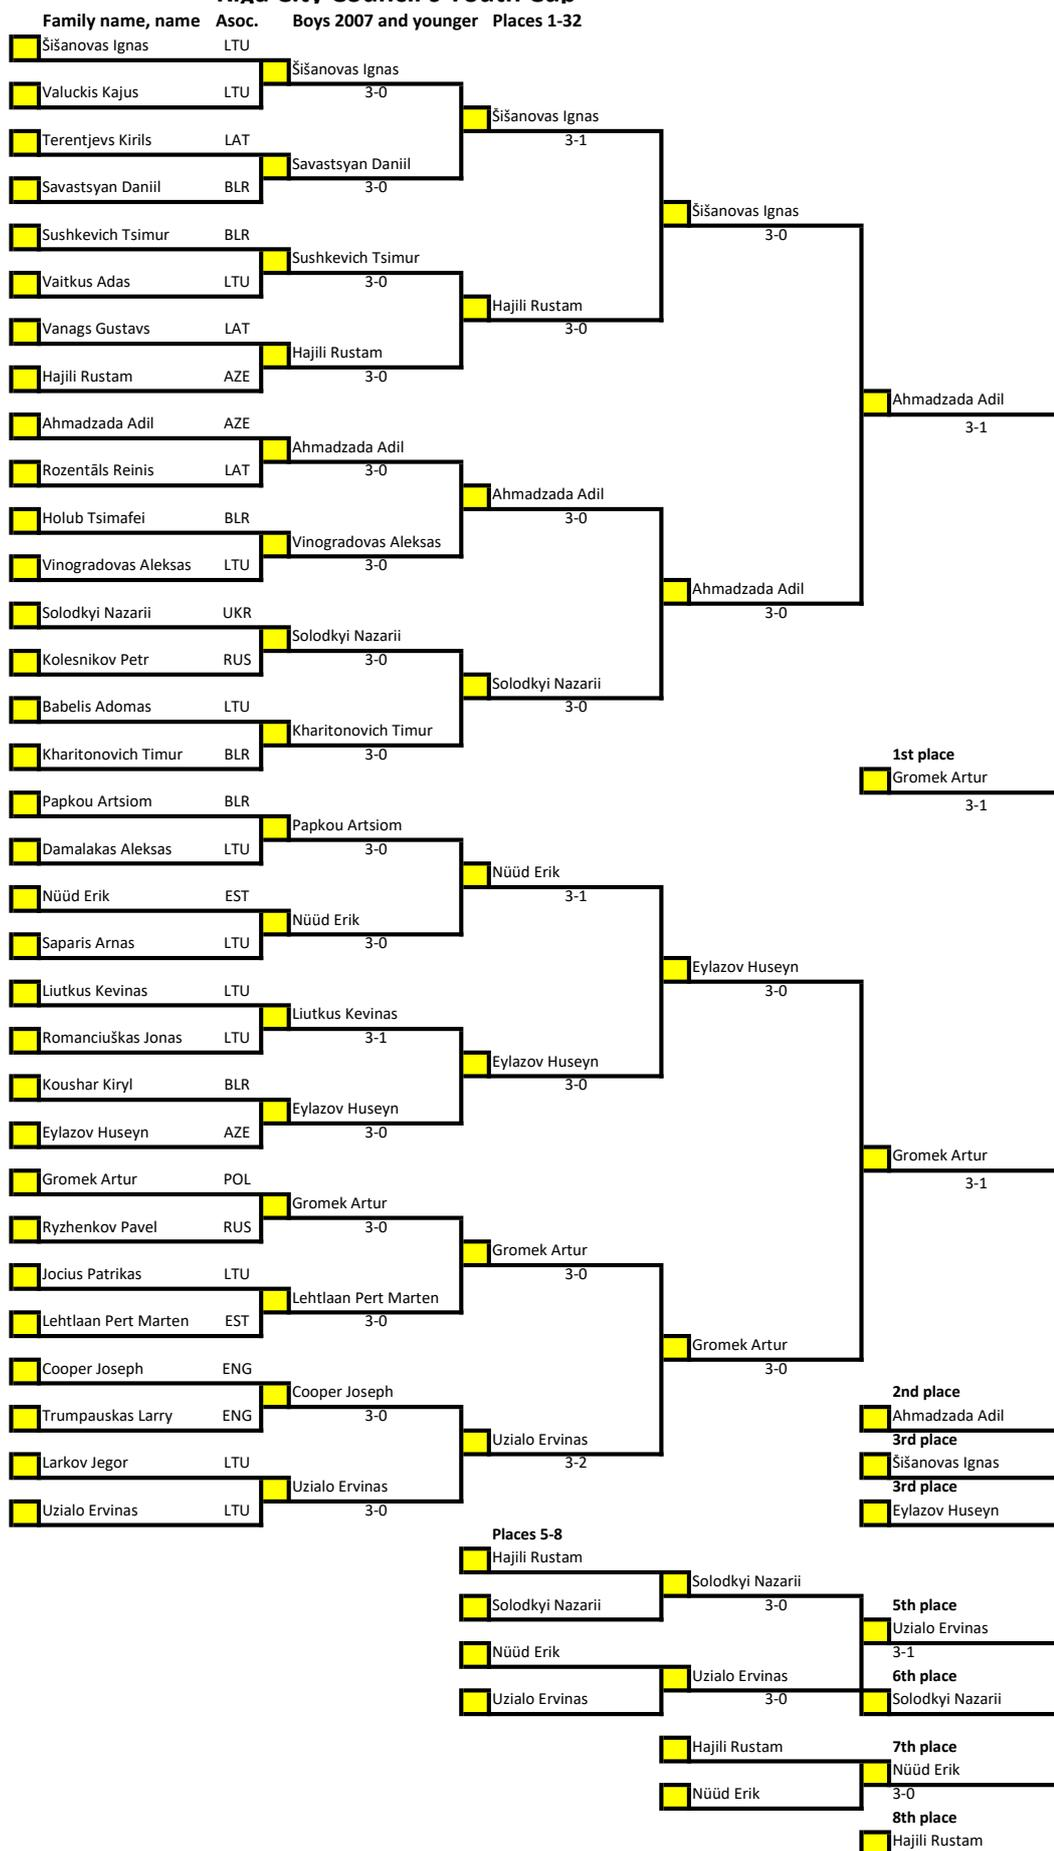 Riga City Council's Youth Cup
Family name, name Asoc. Boys 2007 and younger Places 1-32
Šišanovas Ignas LTU
Šišanovas Ignas
Valuckis Kajus LTU 3-0
Šišanovas Ignas
Terentjevs Kirils LAT 3-1
Savastsyan Daniil
Savastsyan Daniil BLR 3-0
Šišanovas Ignas
Sushkevich Tsimur BLR 3-0
Sushkevich Tsimur
Vaitkus Adas LTU 3-0
Hajili Rustam
Vanags Gustavs LAT 3-0
Hajili Rustam
Hajili Rustam AZE 3-0
Ahmadzada Adil
Ahmadzada Adil AZE 3-1
Ahmadzada Adil
Rozentāls Reinis LAT 3-0
Ahmadzada Adil
Holub Tsimafei BLR 3-0
Vinogradovas Aleksas
Vinogradovas Aleksas LTU 3-0
Ahmadzada Adil
Solodkyi Nazarii UKR 3-0
Solodkyi Nazarii
Kolesnikov Petr RUS 3-0
Solodkyi Nazarii
Babelis Adomas LTU 3-0
Kharitonovich Timur
Kharitonovich Timur BLR 3-0 1st place
Gromek Artur
Papkou Artsiom BLR 3-1
Papkou Artsiom
Damalakas Aleksas LTU 3-0
Nüüd Erik
Nüüd Erik EST 3-1
Nüüd Erik
Saparis Arnas LTU 3-0
Eylazov Huseyn
Liutkus Kevinas LTU 3-0
Liutkus Kevinas
Romanciuškas Jonas LTU 3-1
Eylazov Huseyn
Koushar Kiryl BLR 3-0
Eylazov Huseyn
Eylazov Huseyn AZE 3-0
Gromek Artur
Gromek Artur POL 3-1
Gromek Artur
Ryzhenkov Pavel RUS 3-0
Gromek Artur
Jocius Patrikas LTU 3-0
Lehtlaan Pert Marten
Lehtlaan Pert Marten EST 3-0
Gromek Artur
Cooper Joseph ENG 3-0
Cooper Joseph 2nd place
Trumpauskas Larry ENG 3-0 Ahmadzada Adil
Uzialo Ervinas 3rd place
Larkov Jegor LTU 3-2 Šišanovas Ignas
Uzialo Ervinas 3rd place
Uzialo Ervinas LTU 3-0 Eylazov Huseyn
Places 5-8
Hajili Rustam
Solodkyi Nazarii
Solodkyi Nazarii 3-0 5th place
Uzialo Ervinas
Nüüd Erik 3-1
Uzialo Ervinas 6th place
Uzialo Ervinas 3-0 Solodkyi Nazarii
Hajili Rustam 7th place
Nüüd Erik
Nüüd Erik 3-0
8th place
Hajili Rustam